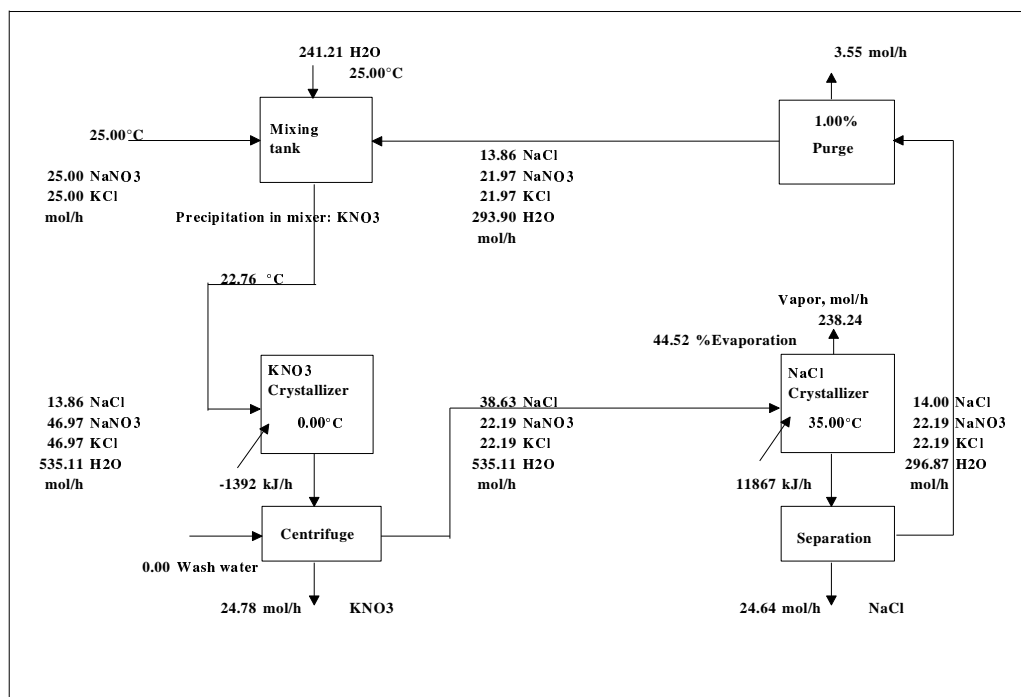 241.21 H2O
25.00°C
3.55 mol/h
Mixing
tank
1.00%
Purge
25.00°C
25.00 NaNO3
25.00 KCl
mol/h
13.86 NaCl
21.97 NaNO3
21.97 KCl
293.90 H2O
mol/h
Precipitation in mixer: KNO3
22.76 °C
Vapor, mol/h
238.24
44.52 %Evaporation
KNO3
Crystallizer
0.00°C
NaCl
Crystallizer
35.00°C
13.86 NaCl
46.97 NaNO3
46.97 KCl
535.11 H2O
mol/h
38.63 NaCl
22.19 NaNO3
22.19 KCl
535.11 H2O
mol/h
14.00 NaCl
22.19 NaNO3
22.19 KCl
296.87 H2O
mol/h
-1392 kJ/h
11867 kJ/h
Centrifuge
Separation
0.00 Wash water
24.78 mol/h KNO3
24.64 mol/h NaCl